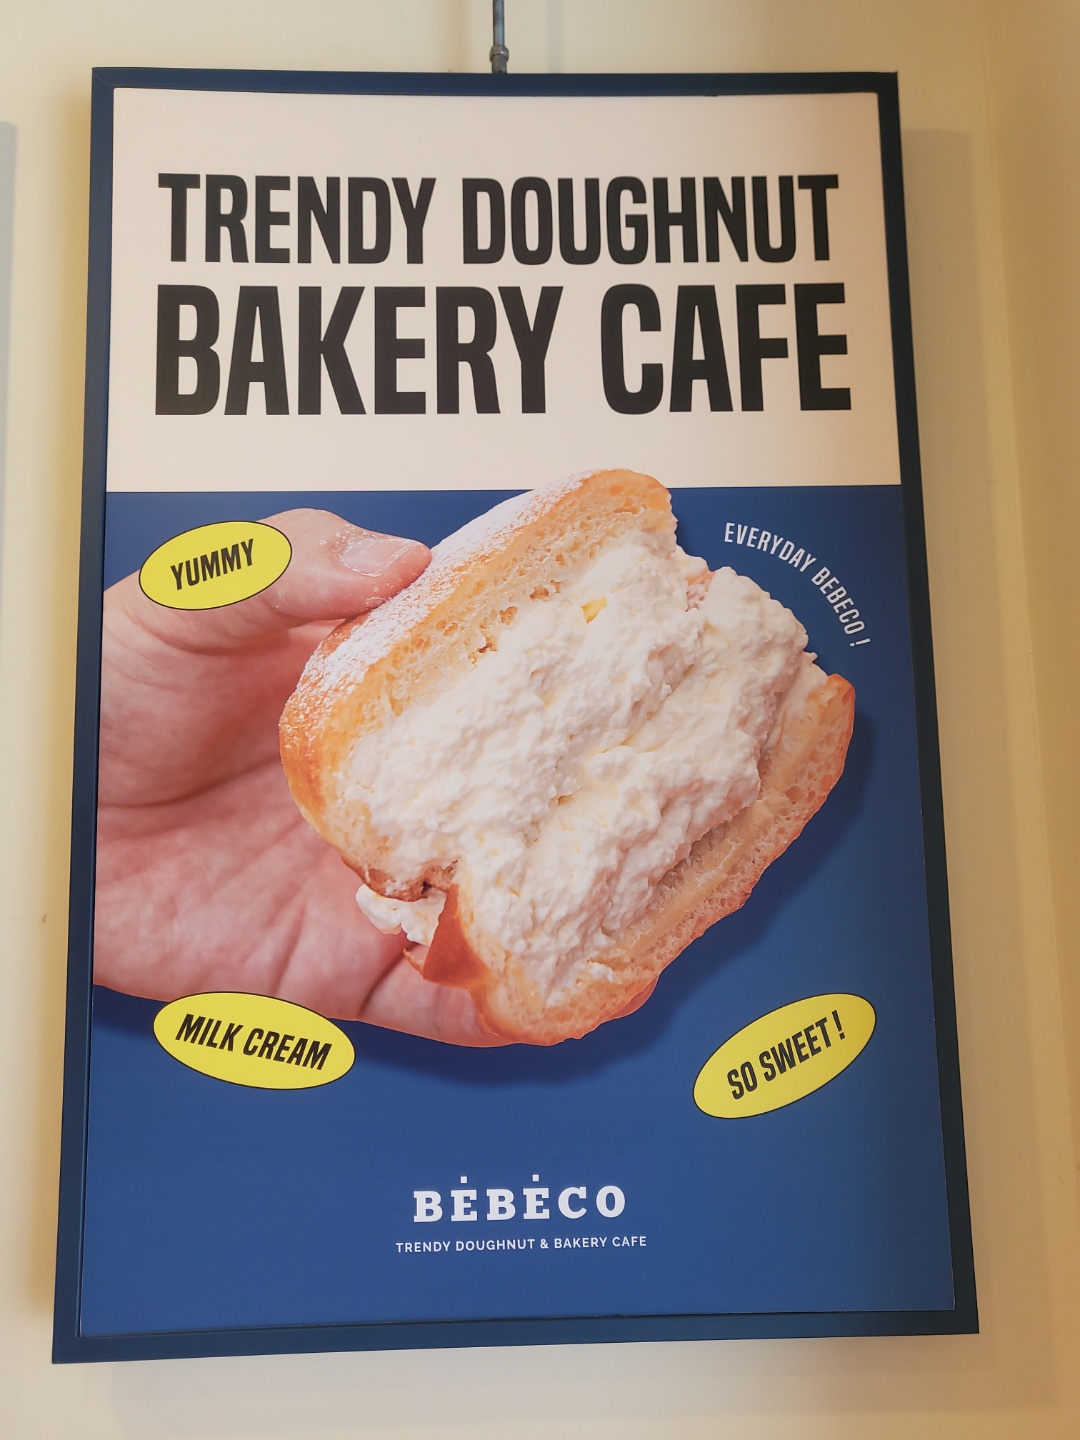 TRENDY DOUGHNUT
BAKERY CAFE
YUMMY
EVERYDAY BEBECO !
MILK CREAM
SO SWEET !
BĖBĖCO
TRENDY DOUGHNUT & BAKERY CAFE